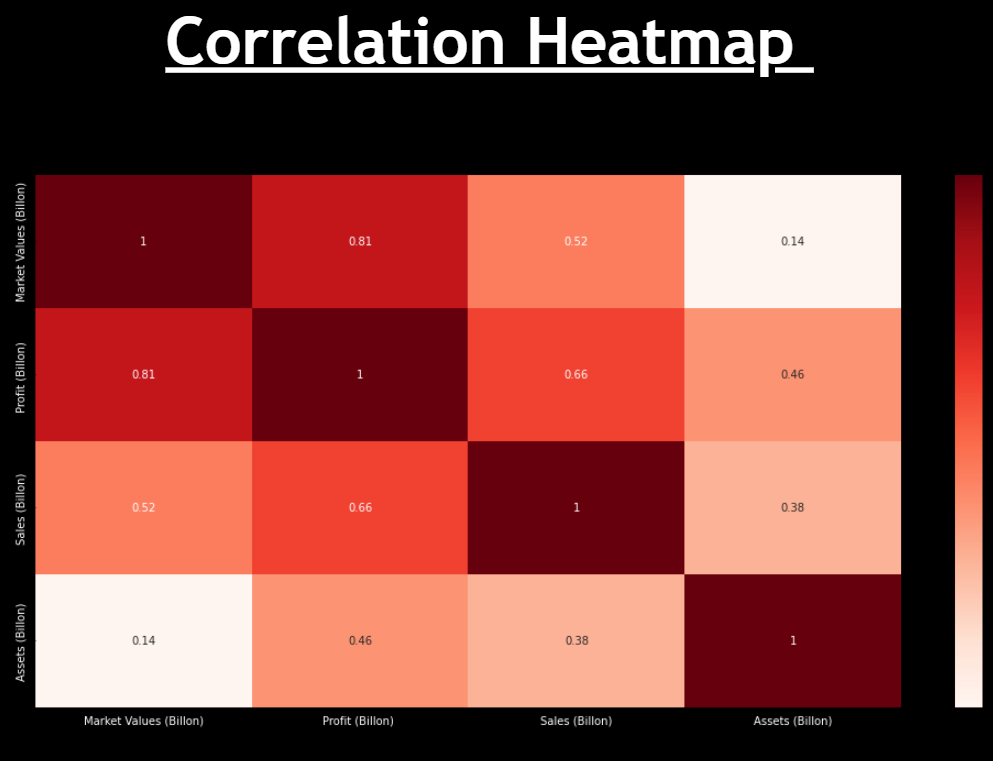 Correlation Heatmap
Market Values (Billon)
1
0.81
0.52
0.14
Profit (Billon)
0.81
1
0.66
0.46
Sales (Billon)
0.52
0.66
1
0.38
Assets (Billon)
0.14
0.46
0.38
1
Market Values (Billon)
Profit (Billon)
Sales (Billon)
Assets (Billon)